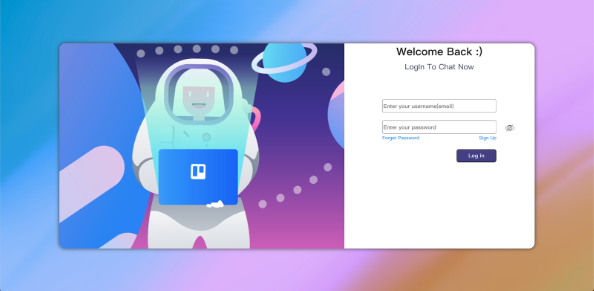 Welcome Back :)
LogIn To Chat Now
Enter your username(email)
Enter your password
Forgot Password
Sign Up
Log in